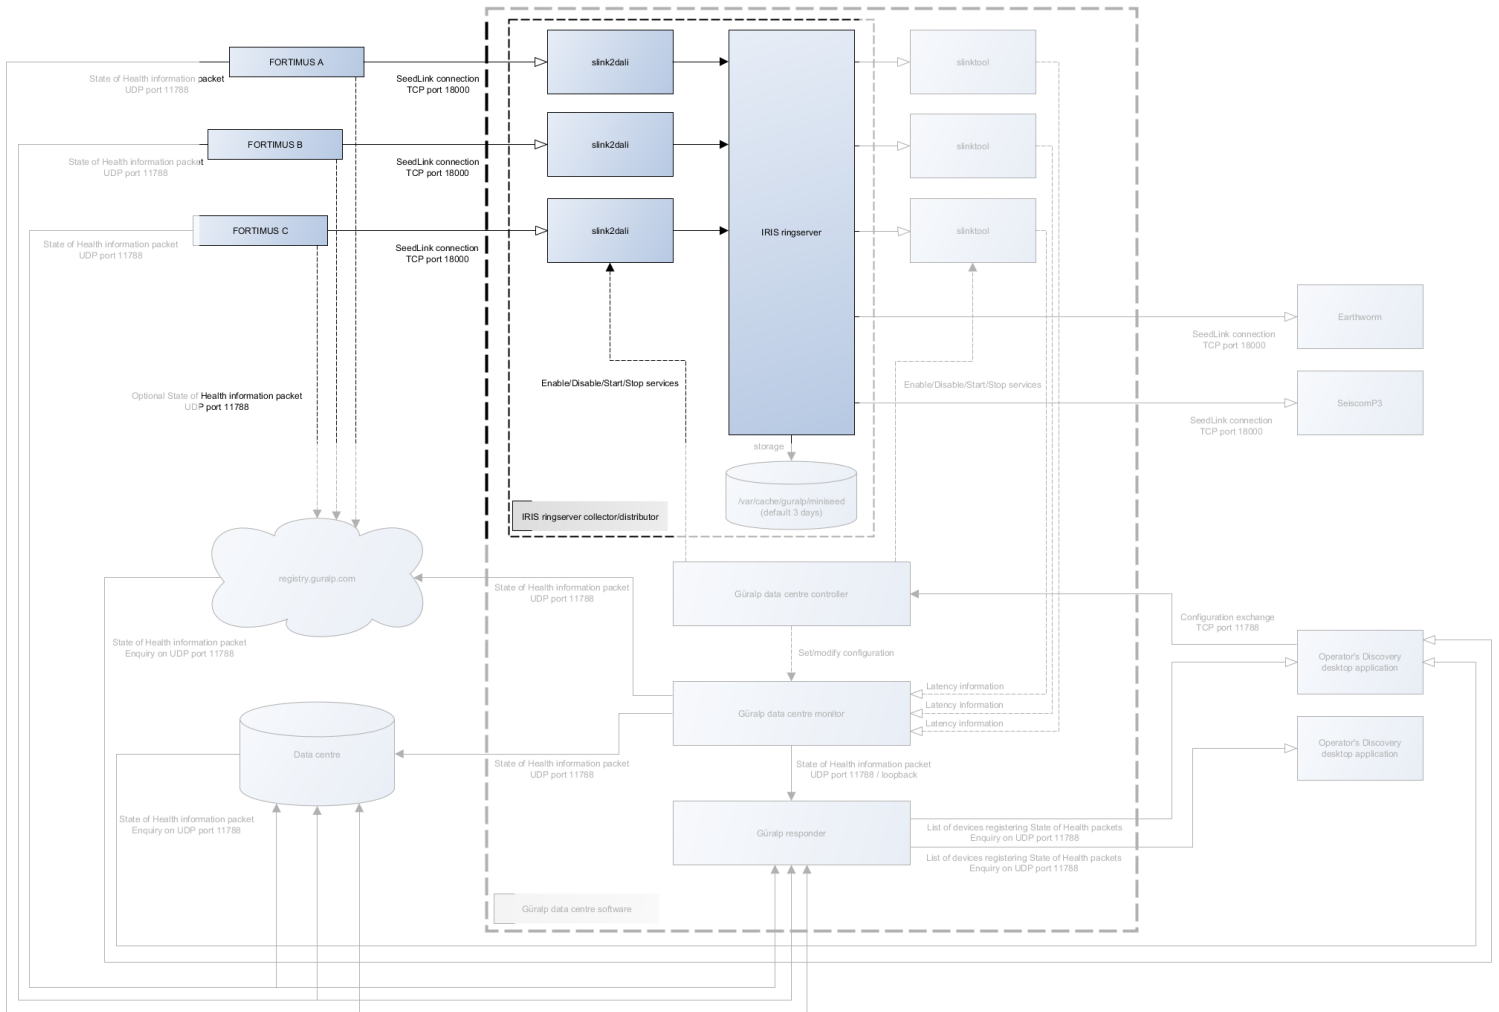 FORTIMUS A
State of Health information packet
UDP port 11788
SeedLink connection
TCP port 18000
slink2dali
slinktool
FORTIMUS B
State of Health information packet
UDP port 11788
SeedLink connection
TCP port 18000
slink2dali
slinktool
FORTIMUS C
State of Health information packet
UDP port 11788
SeedLink connection
TCP port 18000
slink2dali
IRIS ringserver
slinktool
Earthworm
SeedLink connection
TCP port 18000
Enable/Disable/Start/Stop services
Enable/Disable/Start/Stop services
Optional State of Health information packet
UDP port 11788
SeiscomP3
SeedLink connection
TCP port 18000
storage
/var/cache/guralp/miniseed
(default 3 days)
IRIS ringserver collector/distributor
registry.guralp.com
State of Health information packet
UDP port 11788
Güralp data centre controller
Configuration exchange
TCP port 11788
State of Health information packet
Enquiry on UDP port 11788
Set/modify configuration
Operator's Discovery
desktop application
Latency information
Latency information
Latency information
Güralp data centre monitor
Data centre
State of Health information packet
UDP port 11788
State of Health information packet
UDP port 11788 / loopback
Operator's Discovery
desktop application
State of Health information packet
Enquiry on UDP port 11788
Güralp responder
List of devices registering State of Health packets
Enquiry on UDP port 11788
List of devices registering State of Health packets
Enquiry on UDP port 11788
Güralp data centre software